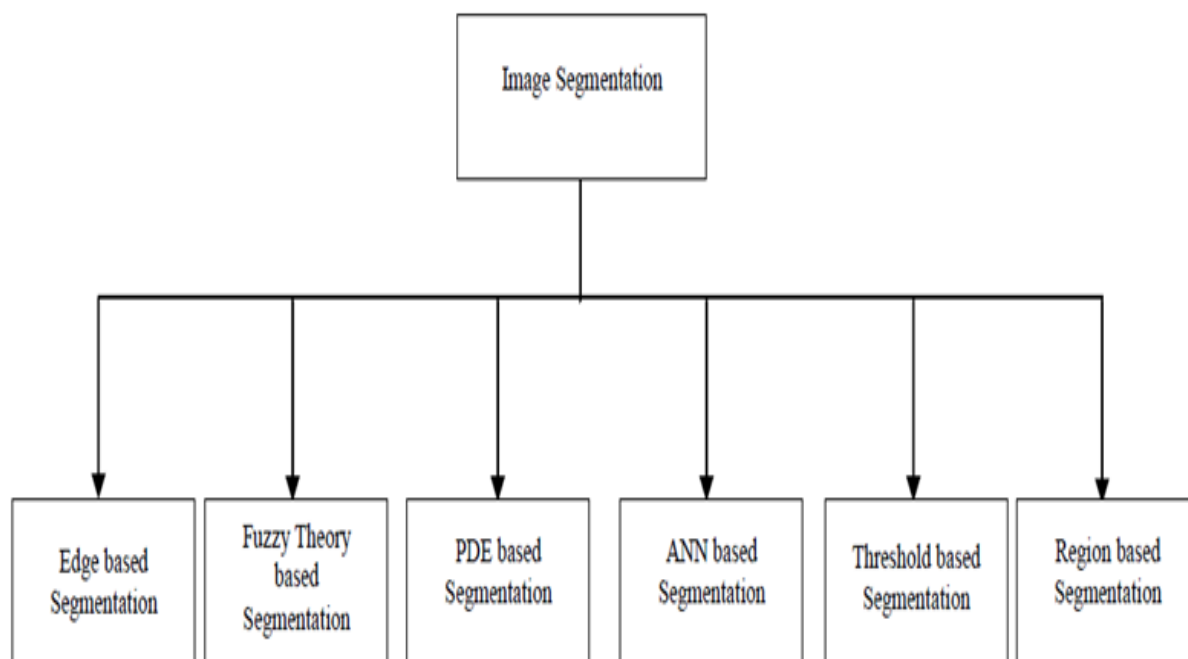 Image Segmentation
Edge based
Segmentation
Fuzzy Theory
based
Segmentation
PDE based
Segmentation
ANN based
Segmentation
Threshold based
Segmentation
Region based
Segmentation